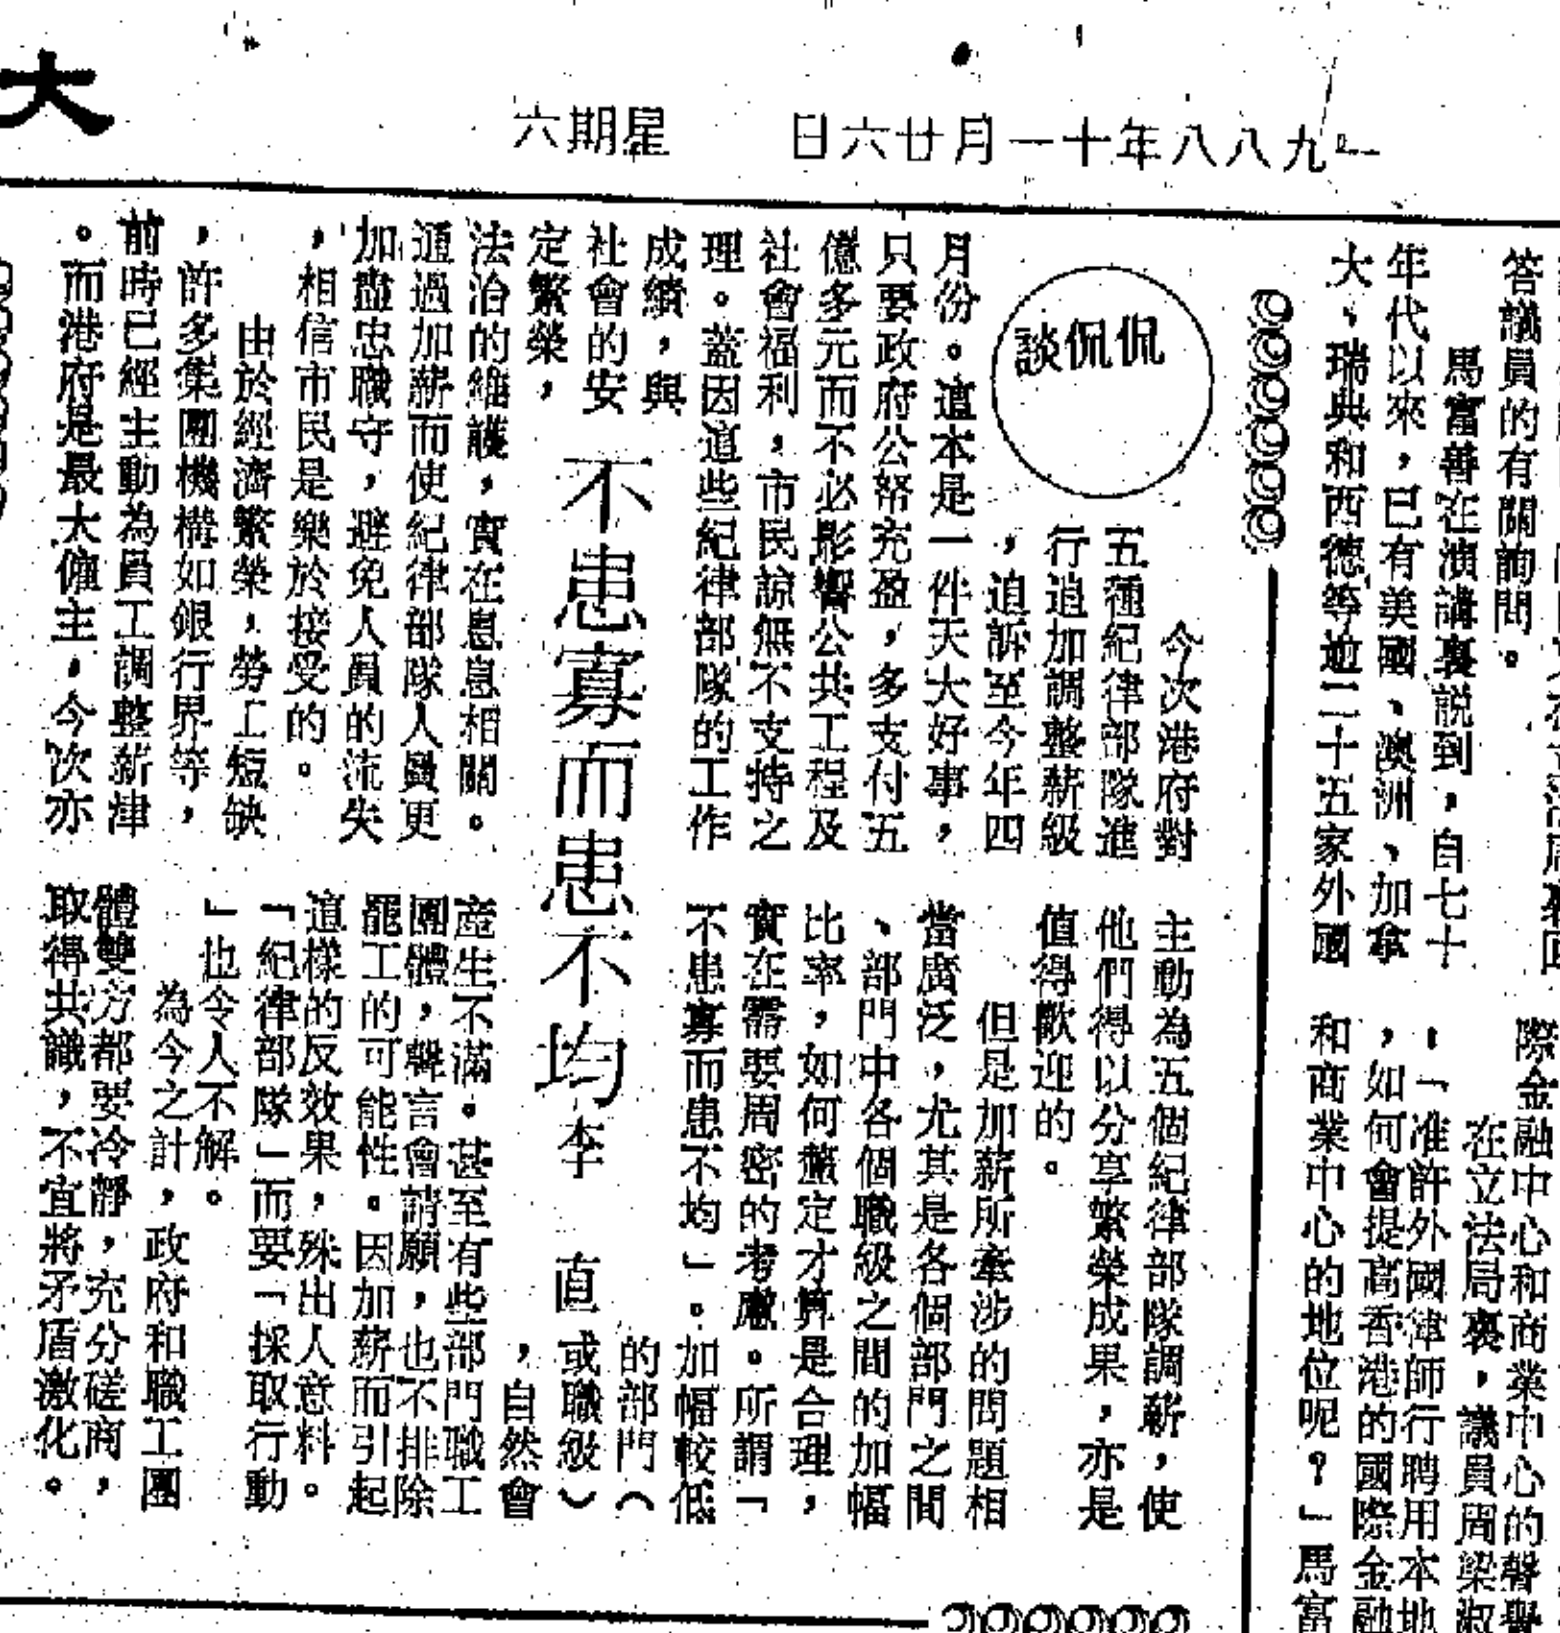 一九八八年十一月廿六日　星期六
大
答議員的有關詢問。
馬富善在演講裏説到，自七十
年代以來，已有美國、澳洲、加拿
大、瑞典和西德等逾二十五家外國
際金融中心和商業中心的聲譽
在立法局裏，議員周梁淑
，「准許外國律師行聘用本地
，如何會提高香港的國際金融
和商業中心的地位呢？」馬富
侃侃談
不患寡而患不均
李直
今次港府對
五種紀律部隊進
行追加調整薪級
，追訴至今年四
月份。這本是一件天大好事，
只要政府公帑充盈，多支付五
億多元而不必影響公共工程及
社會福利，市民諒無不支持之
理。蓋因這些紀律部隊的工作
成績，與
社會的安
定繁榮，
法治的維護，實在息息相關。
通過加薪而使紀律部隊人員更
加盡忠職守，避免人員的流失
，相信市民是樂於接受的。
由於經濟繁榮，勞工短缺
，許多集團機構如銀行界等，
前時已經主動為員工調整薪津
。而港府是最大僱主，今次亦
主動為五個紀律部隊調薪，使
他們得以分享繁榮成果，亦是
值得歡迎的。
但是加薪所牽涉的問題相
當廣泛，尤其是各個部門之間
、部門中各個職級之間的加幅
比率，如何釐定才算是合理，
實在需要周密的考慮。所謂「
不患寡而患不均」。加幅較低
的部門（
或職級）
，自然會
產生不滿。甚至有些部門職工
團體，聲言會請願，也不排除
罷工的可能性。因加薪而引起
這樣的反效果，殊出人意料。
「紀律部隊」而要「採取行動
」也令人不解。
為今之計，政府和職工團
體雙方都要冷靜，充分磋商，
取得共識，不宜將矛盾激化。